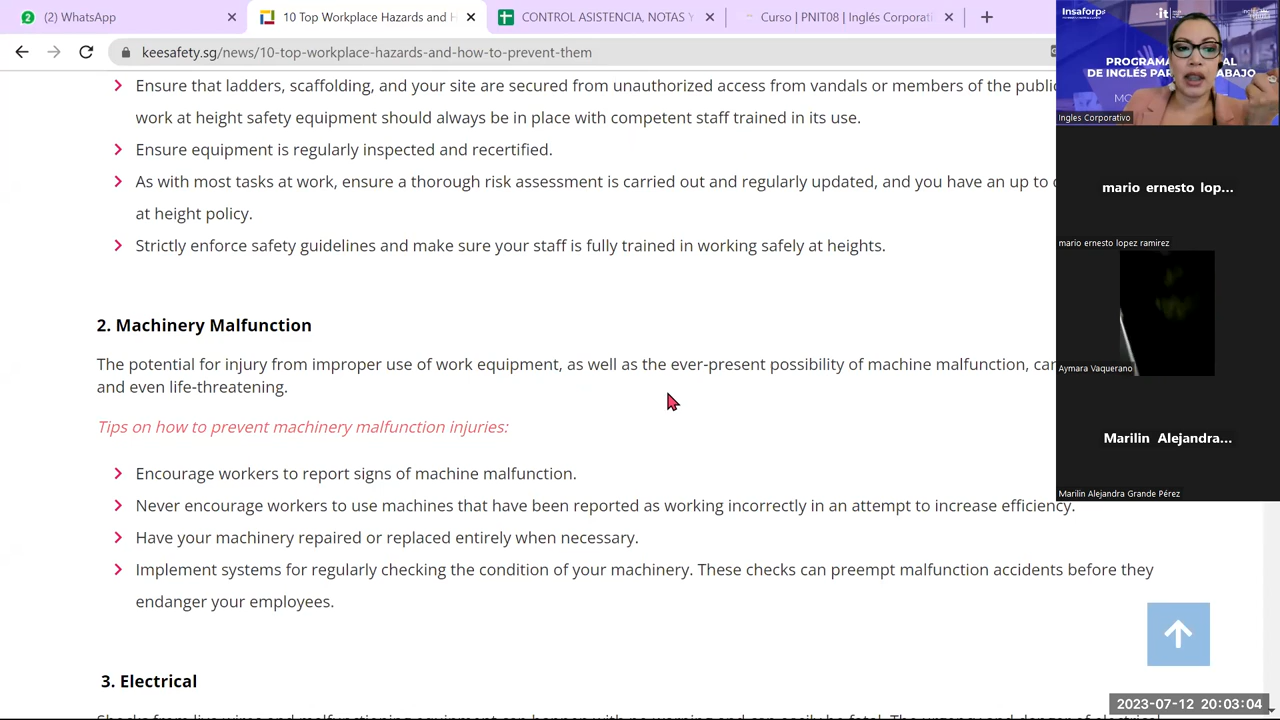 (2) WhatsApp
10 Top Workplace Hazards and H
CONTROL ASISTENCIA Y NOTAS
Curso IPNT08 | Inglés Corporati
keesafety.sg/news/10-top-workplace-hazards-and-how-to-prevent-them
Ensure that ladders, scaffolding, and your site are secured from unauthorized access from vandals or members of the public
work at height safety equipment should always be in place with competent staff trained in its use.
Ensure equipment is regularly inspected and recertified.
As with most tasks at work, ensure a thorough risk assessment is carried out and regularly updated, and you have an up to
at height policy.
Strictly enforce safety guidelines and make sure your staff is fully trained in working safely at heights.
2. Machinery Malfunction
The potential for injury from improper use of work equipment, as well as the ever-present possibility of machine malfunction, can
and even life-threatening.
Tips on how to prevent machinery malfunction injuries:
Encourage workers to report signs of machine malfunction.
Never encourage workers to use machines that have been reported as working incorrectly in an attempt to increase efficiency.
Have your machinery repaired or replaced entirely when necessary.
Implement systems for regularly checking the condition of your machinery. These checks can preempt malfunction accidents before they
endanger your employees.
3. Electrical
Insaforp
it
PROGRAMA AL
DE INGLÉS PAR AJO
Ingles Corporativo
mario ernesto lop...
mario ernesto lopez ramirez
Aymara Vaquerano
Marilin Alejandra...
Marilin Alejandra Grande Pérez
2023-07-12 20:03:04